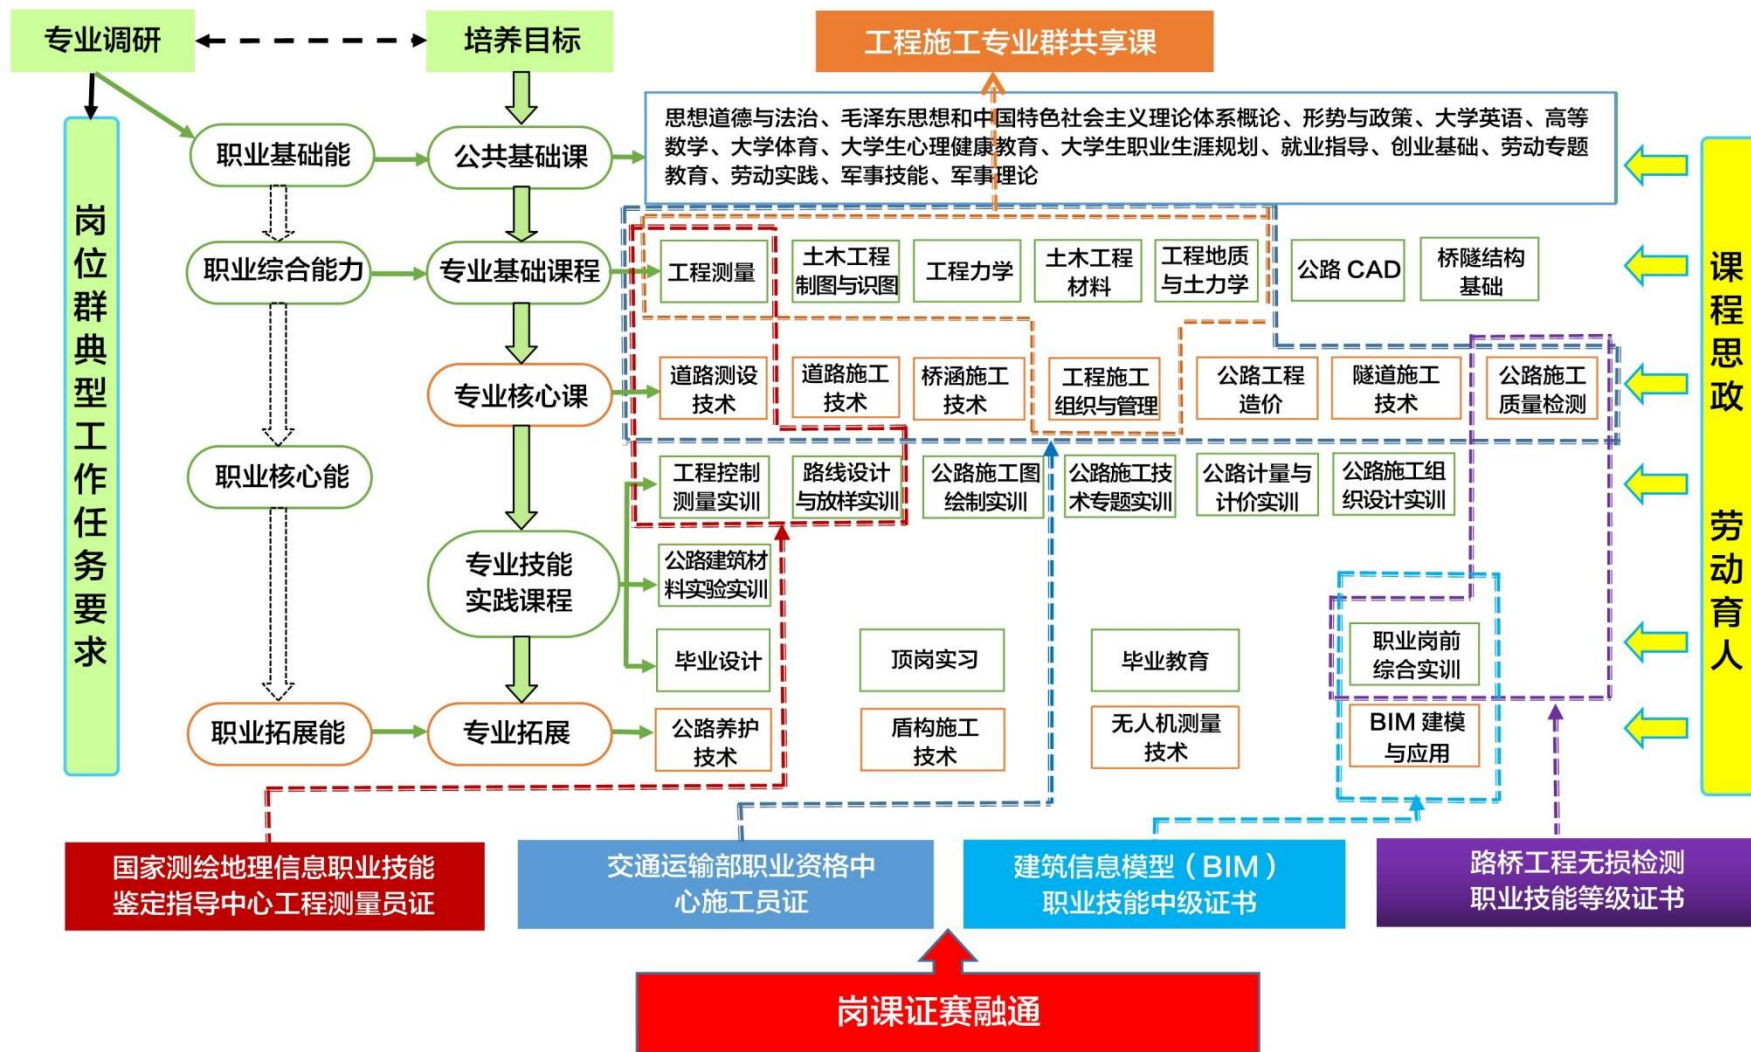 专业调研
培养目标
工程施工专业群共享课
岗位群典型工作任务要求
职业基础能
公共基础课
思想道德与法治、毛泽东思想和中国特色社会主义理论体系概论、形势与政策、大学英语、高等
数学、大学体育、大学生心理健康教育、大学生职业生涯规划、就业指导、创业基础、劳动专题
教育、劳动实践、军事技能、军事理论
课程思政
劳动育人
职业综合能力
专业基础课程
工程测量
土木工程
制图与识图
工程力学
土木工程
材料
工程地质
与土力学
公路 CAD
桥隧结构
基础
专业核心课
道路测设
技术
道路施工
技术
桥涵施工
技术
工程施工
组织与管理
公路工程
造价
隧道施工
技术
公路施工
质量检测
职业核心能
工程控制
测量实训
路线设计
与放样实训
公路施工图
绘制实训
公路施工技
术专题实训
公路计量与
计价实训
公路施工组
织设计实训
专业技能
实践课程
公路建筑材
料实验实训
毕业设计
顶岗实习
毕业教育
职业岗前
综合实训
职业拓展能
专业拓展
公路养护
技术
盾构施工
技术
无人机测量
技术
BIM 建模
与应用
国家测绘地理信息职业技能
鉴定指导中心工程测量员证
交通运输部职业资格中
心施工员证
建筑信息模型（BIM）
职业技能中级证书
路桥工程无损检测
职业技能等级证书
岗课证赛融通